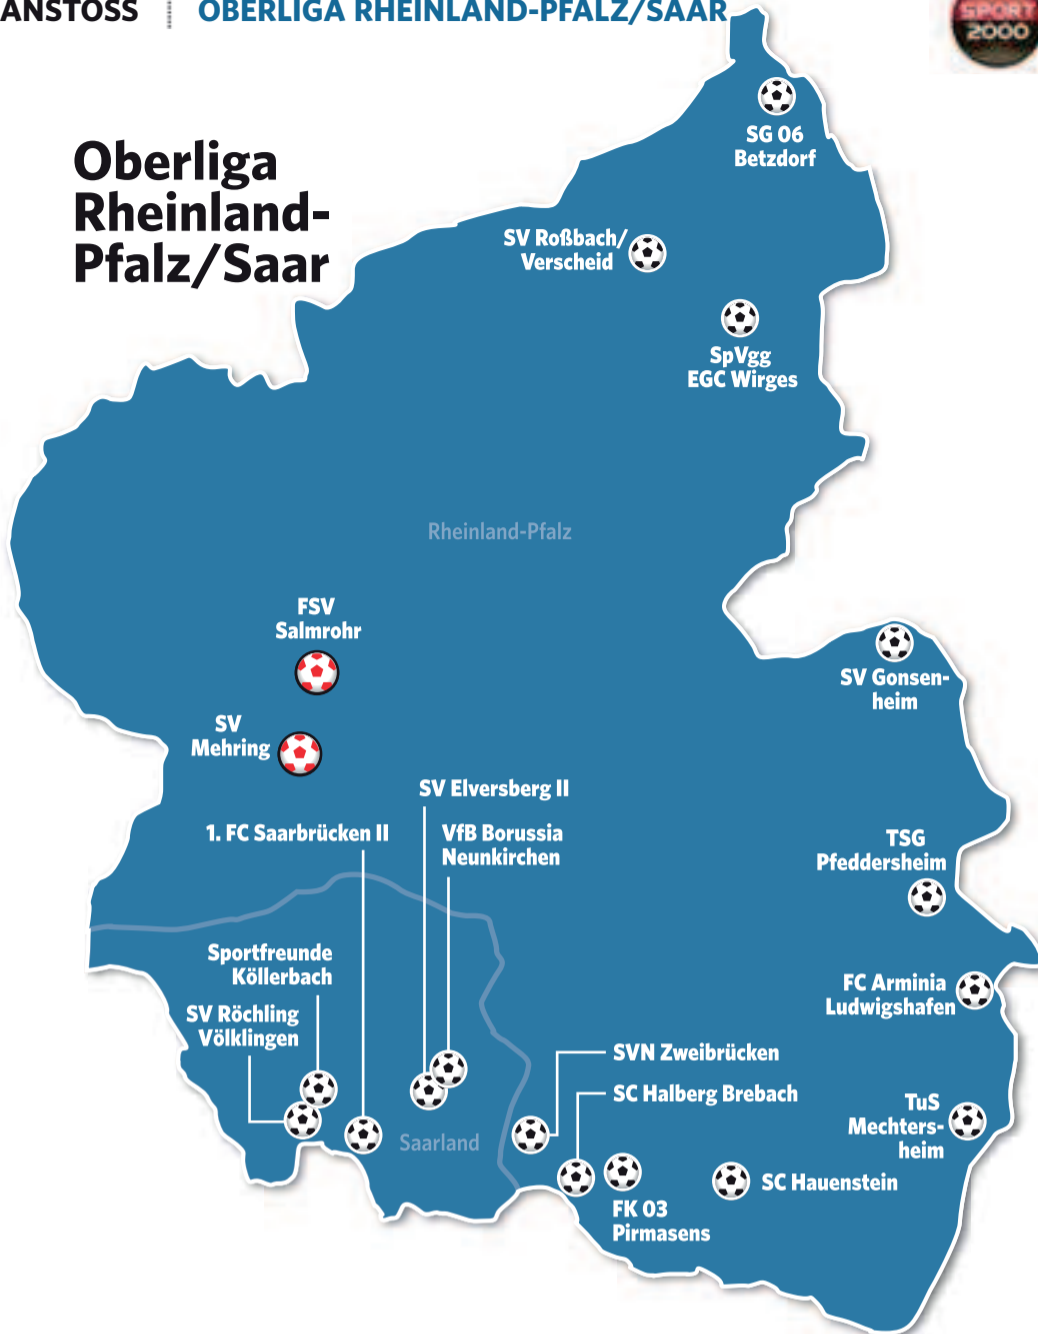 ANSTOSS
OBERLIGA RHEINLAND-PFALZ/SAAR
SPORT
2000
Oberliga
Rheinland-
Pfalz/Saar
SG 06
Betzdorf
SV Roßbach/
Verscheid
SpVgg
EGC Wirges
Rheinland-Pfalz
FSV
Salmrohr
SV Gonsen-
heim
SV
Mehring
SV Elversberg II
1. FC Saarbrücken II
VfB Borussia
Neunkirchen
TSG
Pfeddersheim
Sportfreunde
Köllerbach
FC Arminia
Ludwigshafen
SV Röchling
Völklingen
SVN Zweibrücken
SC Halberg Brebach
TuS
Mechters-
heim
Saarland
SC Hauenstein
FK 03
Pirmasens